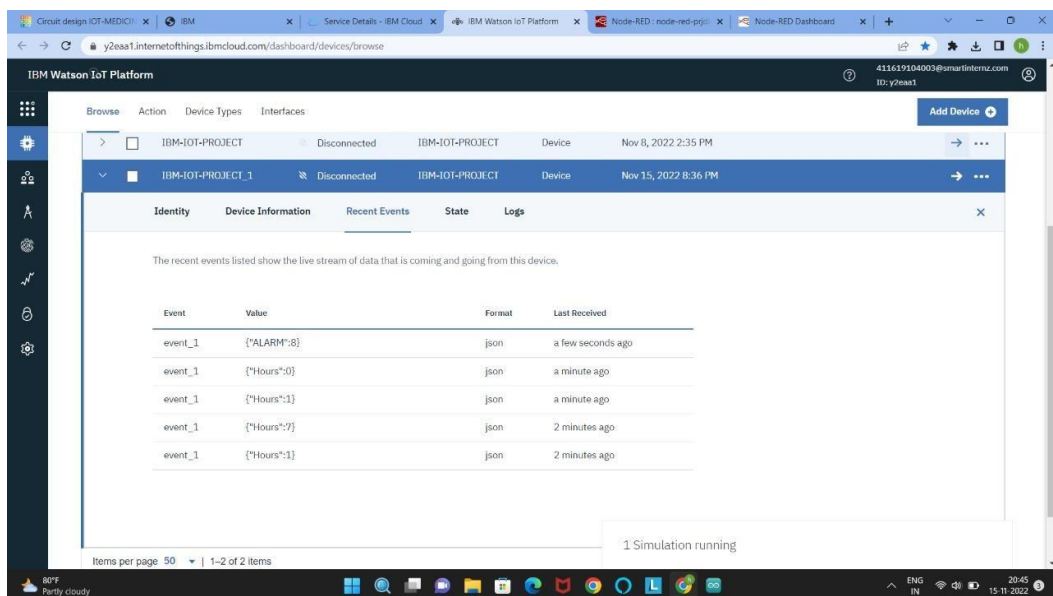 Circuit design IOT-MEDICIN
IBM
Service Details - IBM Cloud
IBM Watson IoT Platform
Node-RED : node-red-prjc
Node-RED Dashboard
y2eaa1.internetofthings.ibmcloud.com/dashboard/devices/browse
h
IBM Watson IoT Platform
411619104003@smartinternz.com
ID: y2eaa1
Browse Action Device Types Interfaces
Add Device
IBM-IOT-PROJECT Disconnected IBM-IOT-PROJECT Device Nov 8, 2022 2:35 PM
IBM-IOT-PROJECT_1 Disconnected IBM-IOT-PROJECT Device Nov 15, 2022 8:36 PM
Identity Device Information Recent Events State Logs
The recent events listed show the live stream of data that is coming and going from this device.
Event Value Format Last Received
event_1 {"ALARM":8} json a few seconds ago
event_1 {"Hours":0} json a minute ago
event_1 {"Hours":1} json a minute ago
event_1 {"Hours":7} json 2 minutes ago
event_1 {"Hours":1} json 2 minutes ago
1 Simulation running
Items per page 50 | 1–2 of 2 items
80°F
Partly cloudy
L
ENG
IN
20:45
15-11-2022
3